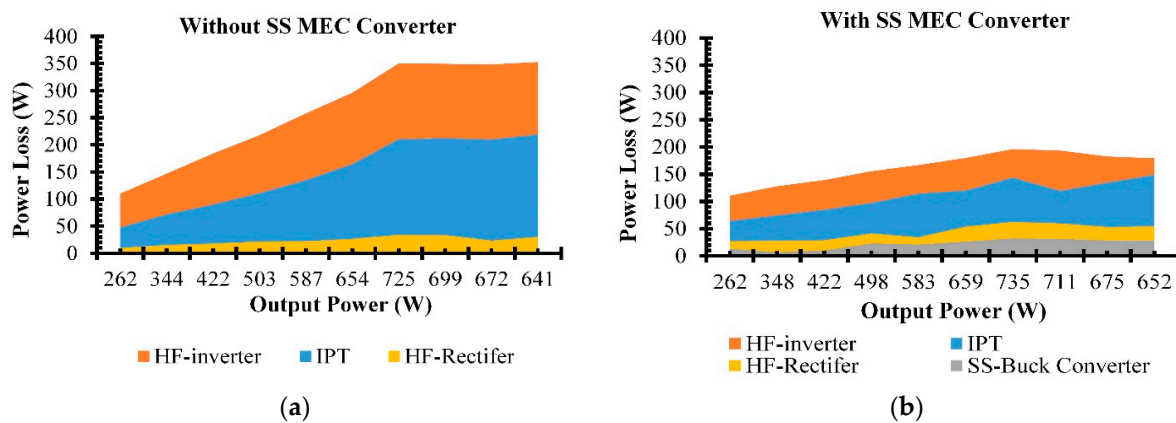 Without SS MEC Converter
Power Loss (W)
400
350
300
250
200
150
100
50
0
262 344 422 503 587 654 725 699 672 641
Output Power (W)
HF-inverter IPT HF-Rectifer
(a)
With SS MEC Converter
Power Loss (W)
400
350
300
250
200
150
100
50
0
262 348 422 498 583 659 735 711 675 652
Output Power (W)
HF-inverter IPT
HF-Rectifer SS-Buck Converter
(b)